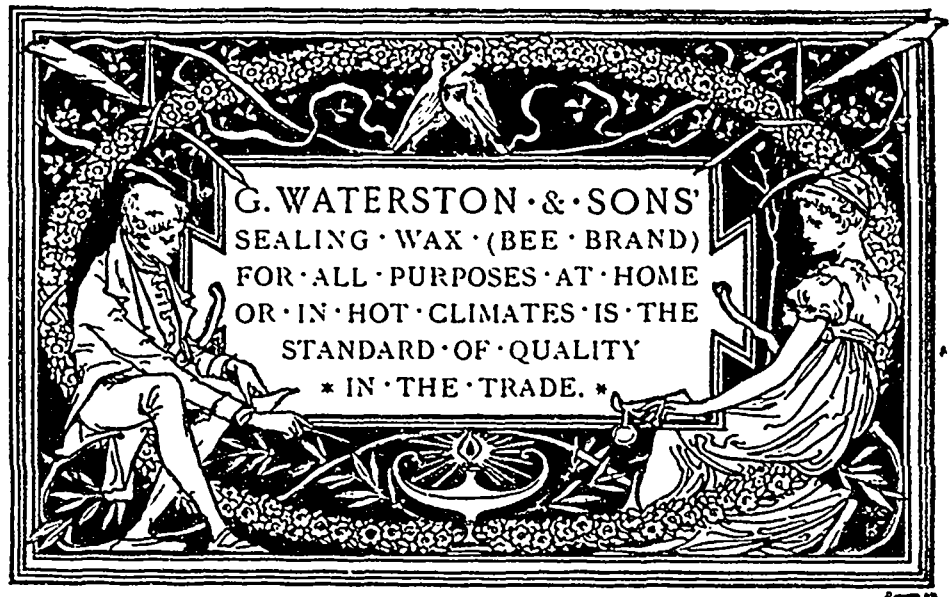 G. WATERSTON · & · SONS'
SEALING · WAX · (BEE · BRAND)
FOR · ALL · PURPOSES · AT · HOME
OR · IN · HOT · CLIMATES · IS · THE
STANDARD · OF · QUALITY
* IN · THE · TRADE. *